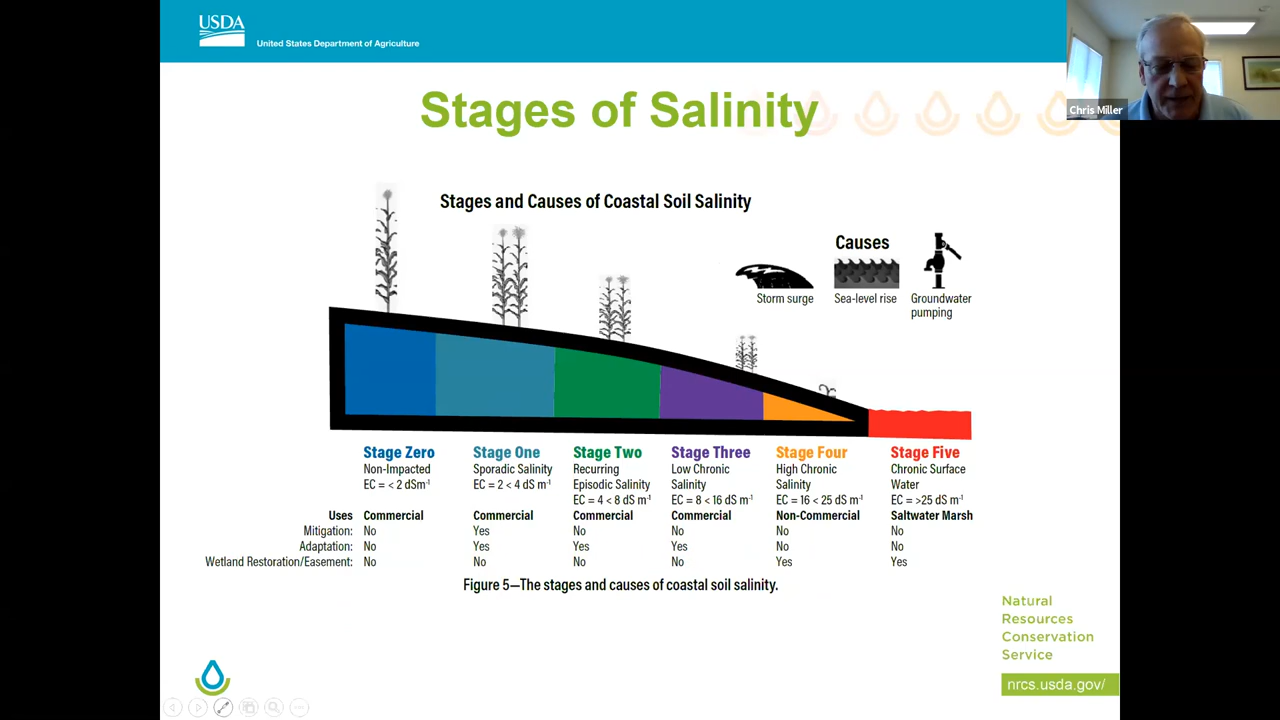 USDA
United States Department of Agriculture
Chris Miller
Stages of Salinity
Stages and Causes of Coastal Soil Salinity
Causes
Storm surge
Sea-level rise
Groundwater
pumping
Stage Zero
Non-Impacted
EC = < 2 dSm⁻¹
Stage One
Sporadic Salinity
EC = 2 < 4 dS m⁻¹
Stage Two
Recurring
Episodic Salinity
EC = 4 < 8 dS m⁻¹
Stage Three
Low Chronic
Salinity
EC = 8 < 16 dS m⁻¹
Stage Four
High Chronic
Salinity
EC = 16 < 25 dS m⁻¹
Stage Five
Chronic Surface
Water
EC = >25 dS m⁻¹
Uses Commercial Commercial Commercial Commercial Non-Commercial Saltwater Marsh
Mitigation: No Yes No No No No
Adaptation: No Yes Yes Yes No No
Wetland Restoration/Easement: No No No No Yes Yes
Figure 5—The stages and causes of coastal soil salinity.
Natural
Resources
Conservation
Service
nrcs.usda.gov/